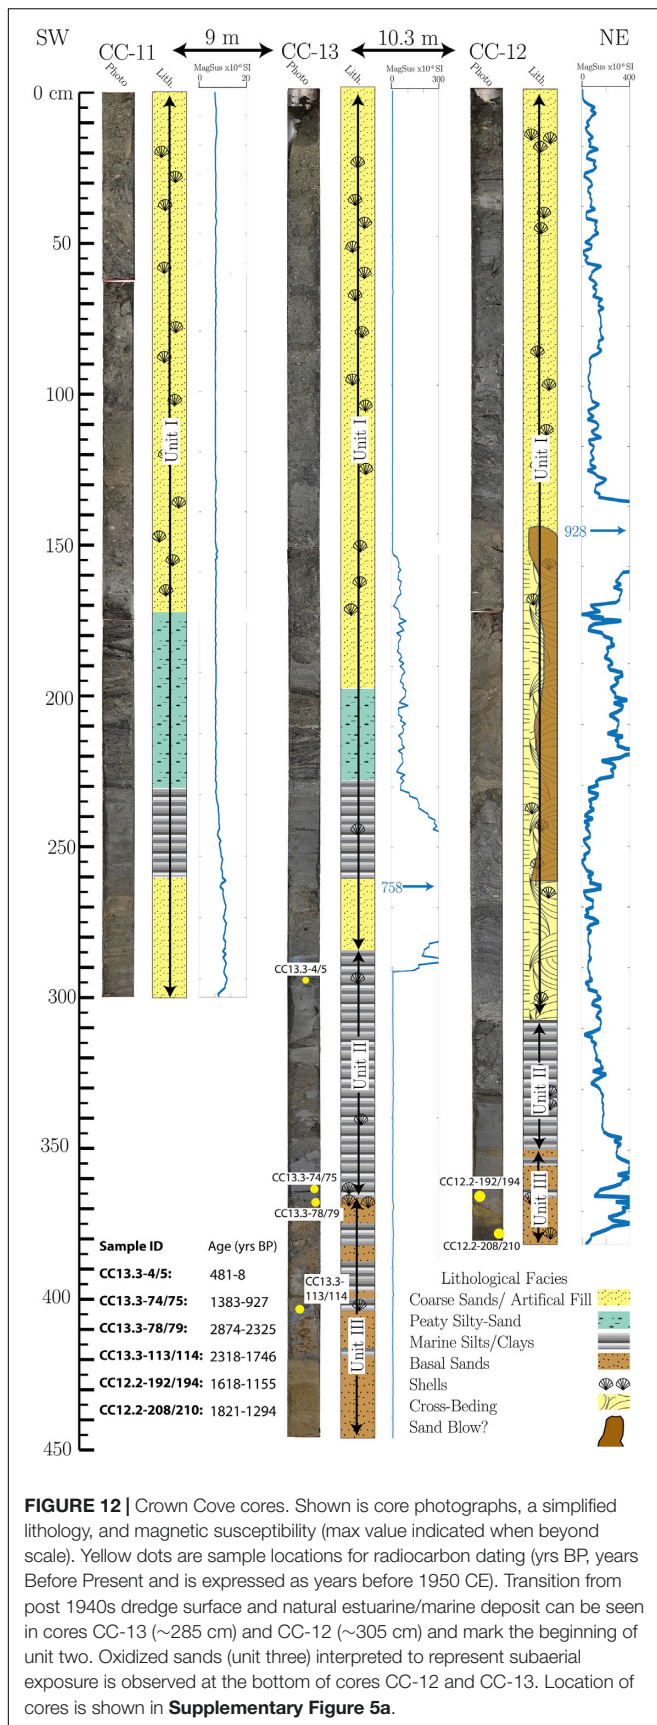 SW NE
CC-11 9 m CC-13 10.3 m CC-12
Photo Lith. MagSus x10-6 SI Photo Lith. MagSus x10-6 SI Photo Lith. MagSus x10-6 SI
0 10 0 300 0 400
0 cm
50
100
Unit I Unit I Unit I
928
150
200
250
758
CC13.3-4/5
300
Unit II Unit II
350
CC13.3-74/75
CC12.2-192/194
Unit III
CC13.3-78/79
CC12.2-208/210
Sample ID Age (yrs BP)
CC13.3-4/5: 481-8
CC13.3-74/75: 1383-927
CC13.3-78/79: 2874-2325
CC13.3-113/114: 2318-1746
CC12.2-192/194: 1618-1155
CC12.2-208/210: 1821-1294
400
CC13.3-
113/114
Unit III
450
Lithological Facies
Coarse Sands/ Artifical Fill
Peaty Silty-Sand
Marine Silts/Clays
Basal Sands
Shells
Cross-Beding
Sand Blow?
FIGURE 12 | Crown Cove cores. Shown is core photographs, a simplified
lithology, and magnetic susceptibility (max value indicated when beyond
scale). Yellow dots are sample locations for radiocarbon dating (yrs BP, years
Before Present and is expressed as years before 1950 CE). Transition from
post 1940s dredge surface and natural estuarine/marine deposit can be seen
in cores CC-13 (∼285 cm) and CC-12 (∼305 cm) and mark the beginning of
unit two. Oxidized sands (unit three) interpreted to represent subaerial
exposure is observed at the bottom of cores CC-12 and CC-13. Location of
cores is shown in Supplementary Figure 5a.